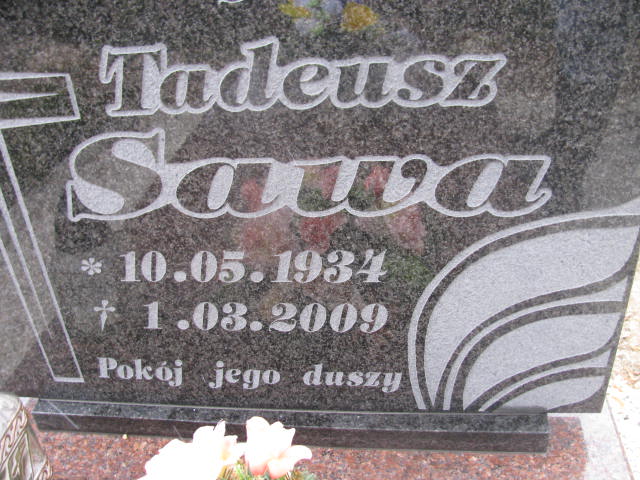 Tadeusz
Sawa
* 10.05.1934
† 1.03.2009
Pokój jego duszy